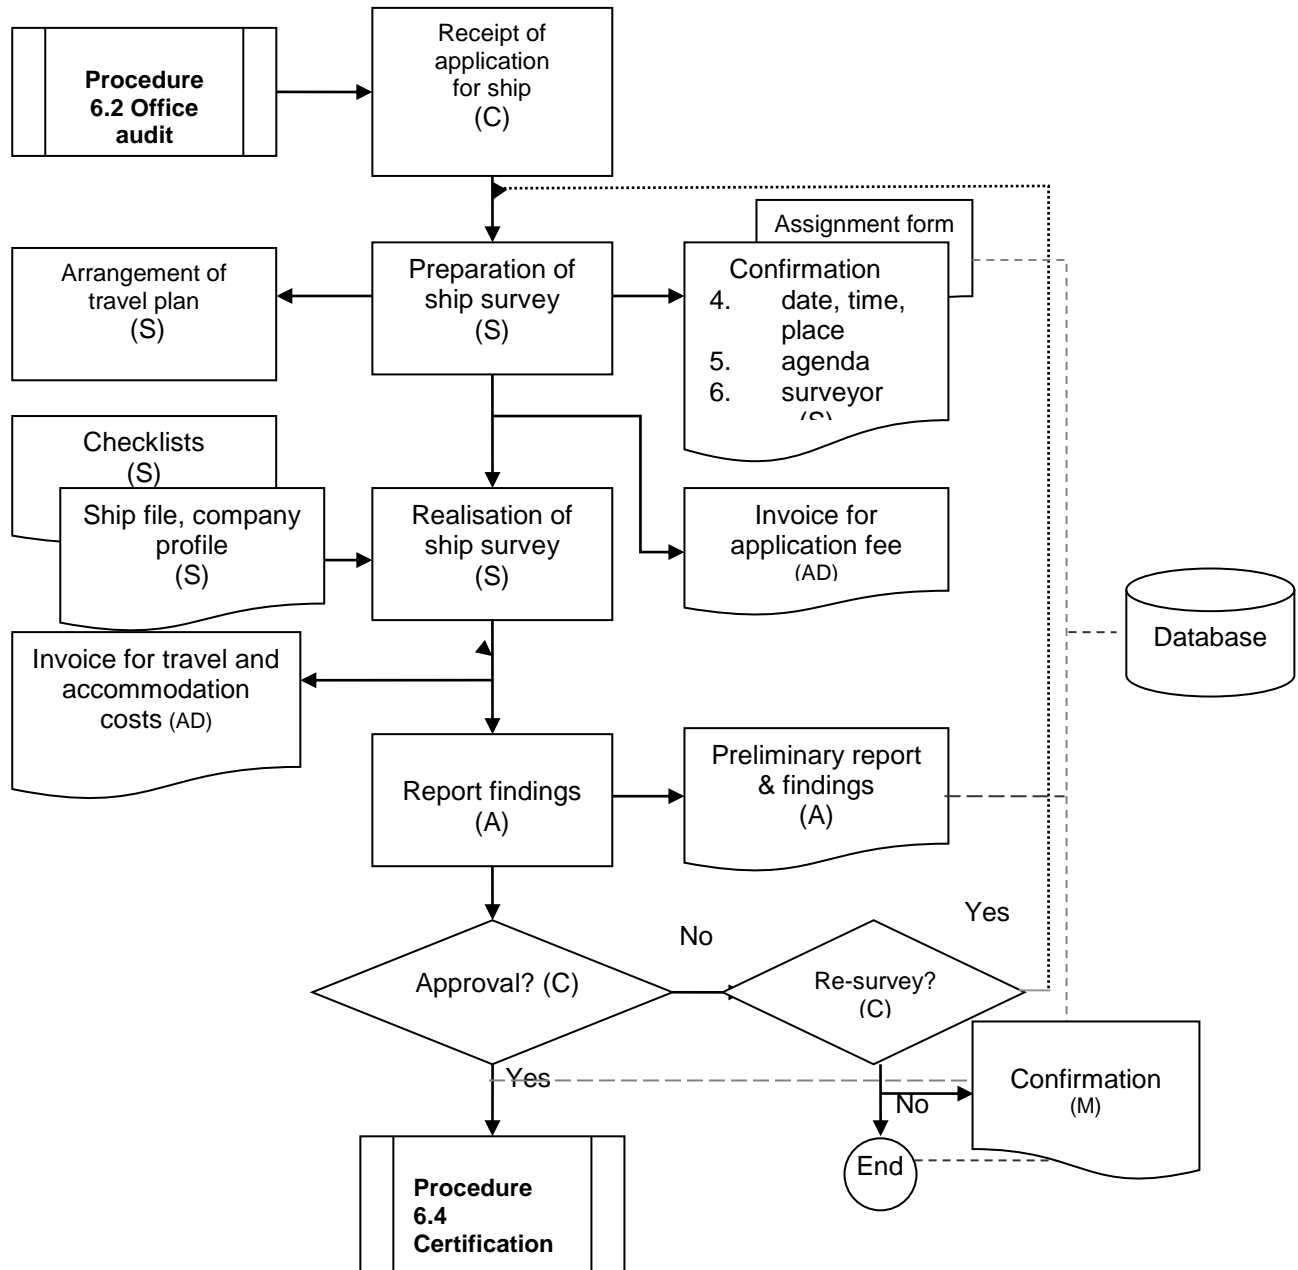 Procedure
6.2 Office
audit
Receipt of
application
for ship
(C)
Assignment form
Arrangement of
travel plan
(S)
Preparation of
ship survey
(S)
Confirmation
4. date, time,
place
5. agenda
6. surveyor
(S)
Checklists
(S)
Ship file, company
profile
(S)
Realisation of
ship survey
(S)
Invoice for
application fee
(AD)
Database
Invoice for travel and
accommodation
costs (AD)
Report findings
(A)
Preliminary report
& findings
(A)
Approval? (C)
No
Re-survey?
(C)
Yes
Yes
No
Confirmation
(M)
End
Procedure
6.4
Certification